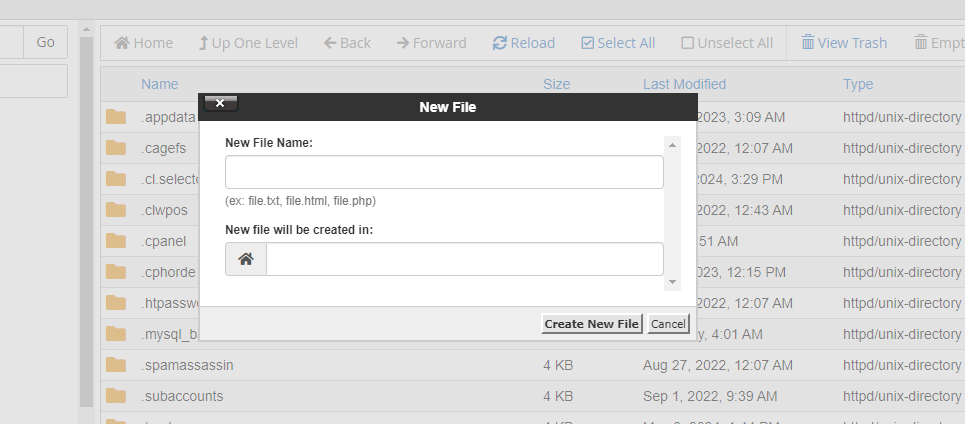 Go
Home Up One Level Back Forward Reload Select All Unselect All View Trash
Name Size Last Modified Type
New File
.appdata 2023, 3:09 AM httpd/unix-directory
New File Name:
.cagefs 2022, 12:07 AM httpd/unix-directory
.cl.selecto 2024, 3:29 PM httpd/unix-directory
(ex: file.txt, file.html, file.php)
.clwpos 2022, 12:43 AM httpd/unix-directory
New file will be created in:
.cpanel 51 AM httpd/unix-directory
.cphorde 023, 12:15 PM httpd/unix-directory
.htpassw 2022, 12:07 AM httpd/unix-directory
Create New File Cancel
.mysql_b 4:01 AM httpd/unix-directory
.spamassassin 4 KB Aug 27, 2022, 12:07 AM httpd/unix-directory
.subaccounts 4 KB Sep 1, 2022, 9:39 AM httpd/unix-directory